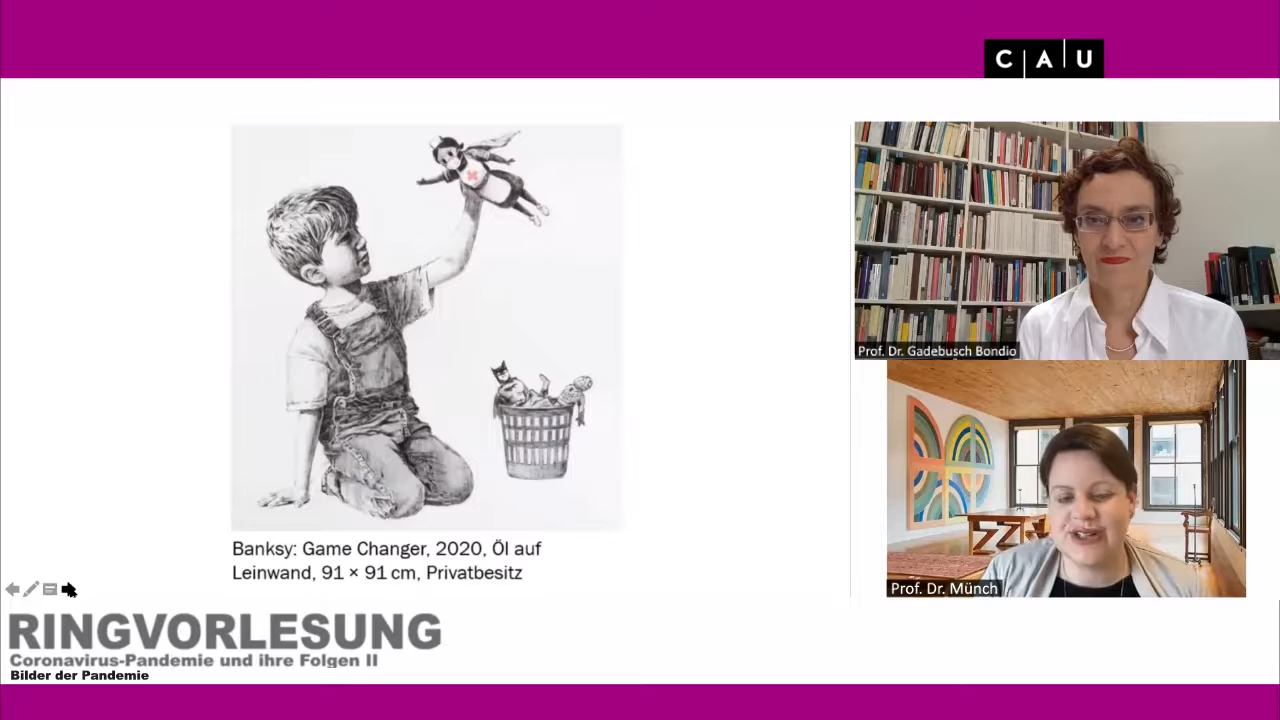 CAU
Prof. Dr. Gadebusch Bondio
Prof. Dr. Münch
Banksy: Game Changer, 2020, Öl auf
Leinwand, 91 × 91 cm, Privatbesitz
RINGVORLESUNG
Coronavirus-Pandemie und ihre Folgen II
Bilder der Pandemie